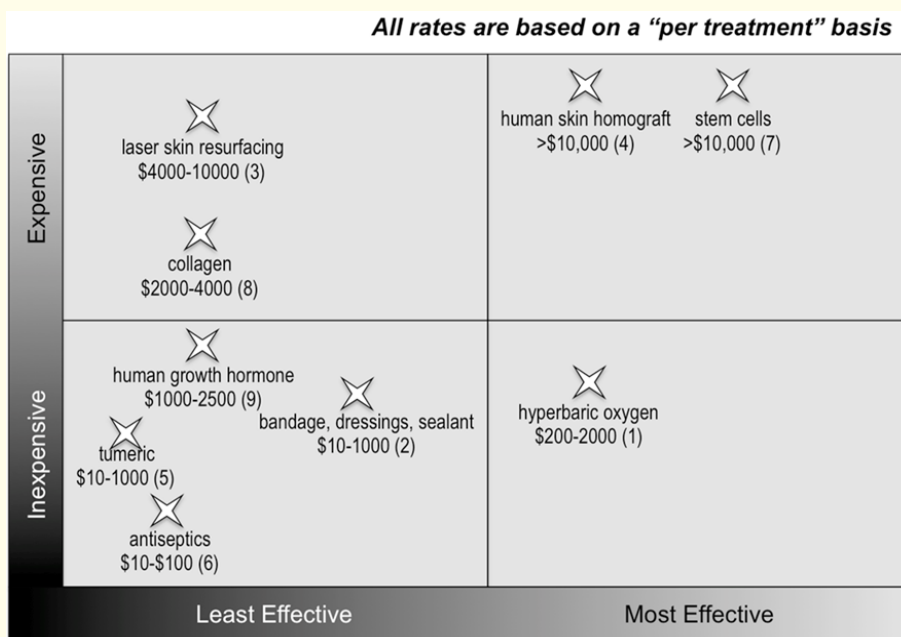 All rates are based on a “per treatment” basis
Expensive
laser skin resurfacing
$4000-10000 (3)
collagen
$2000-4000 (8)
human skin homograft
>$10,000 (4)
stem cells
>$10,000 (7)
Inexpensive
human growth hormone
$1000-2500 (9)
bandage, dressings, sealant
$10-1000 (2)
tumeric
$10-1000 (5)
antiseptics
$10-$100 (6)
hyperbaric oxygen
$200-2000 (1)
Least Effective
Most Effective